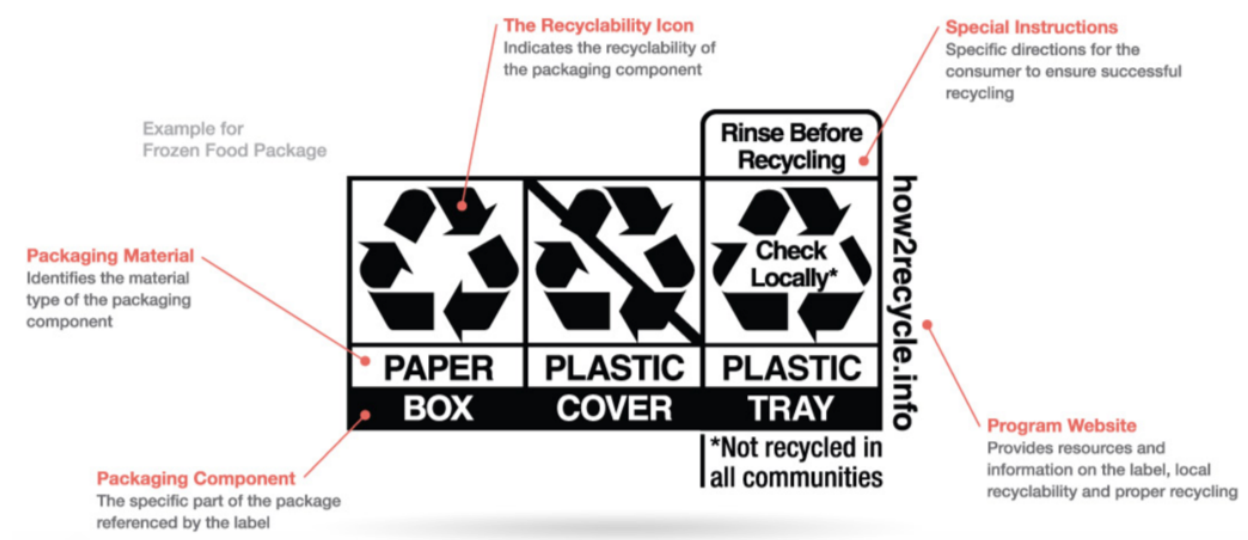 The Recyclability Icon
Indicates the recyclability of
the packaging component
Special Instructions
Specific directions for the
consumer to ensure successful
recycling
Example for
Frozen Food Package
Rinse Before
Recycling
Check
Locally*
how2recycle.info
Packaging Material
Identifies the material
type of the packaging
component
PAPER
PLASTIC
PLASTIC
BOX
COVER
TRAY
*Not recycled in
all communities
Packaging Component
The specific part of the package
referenced by the label
Program Website
Provides resources and
information on the label, local
recyclability and proper recycling